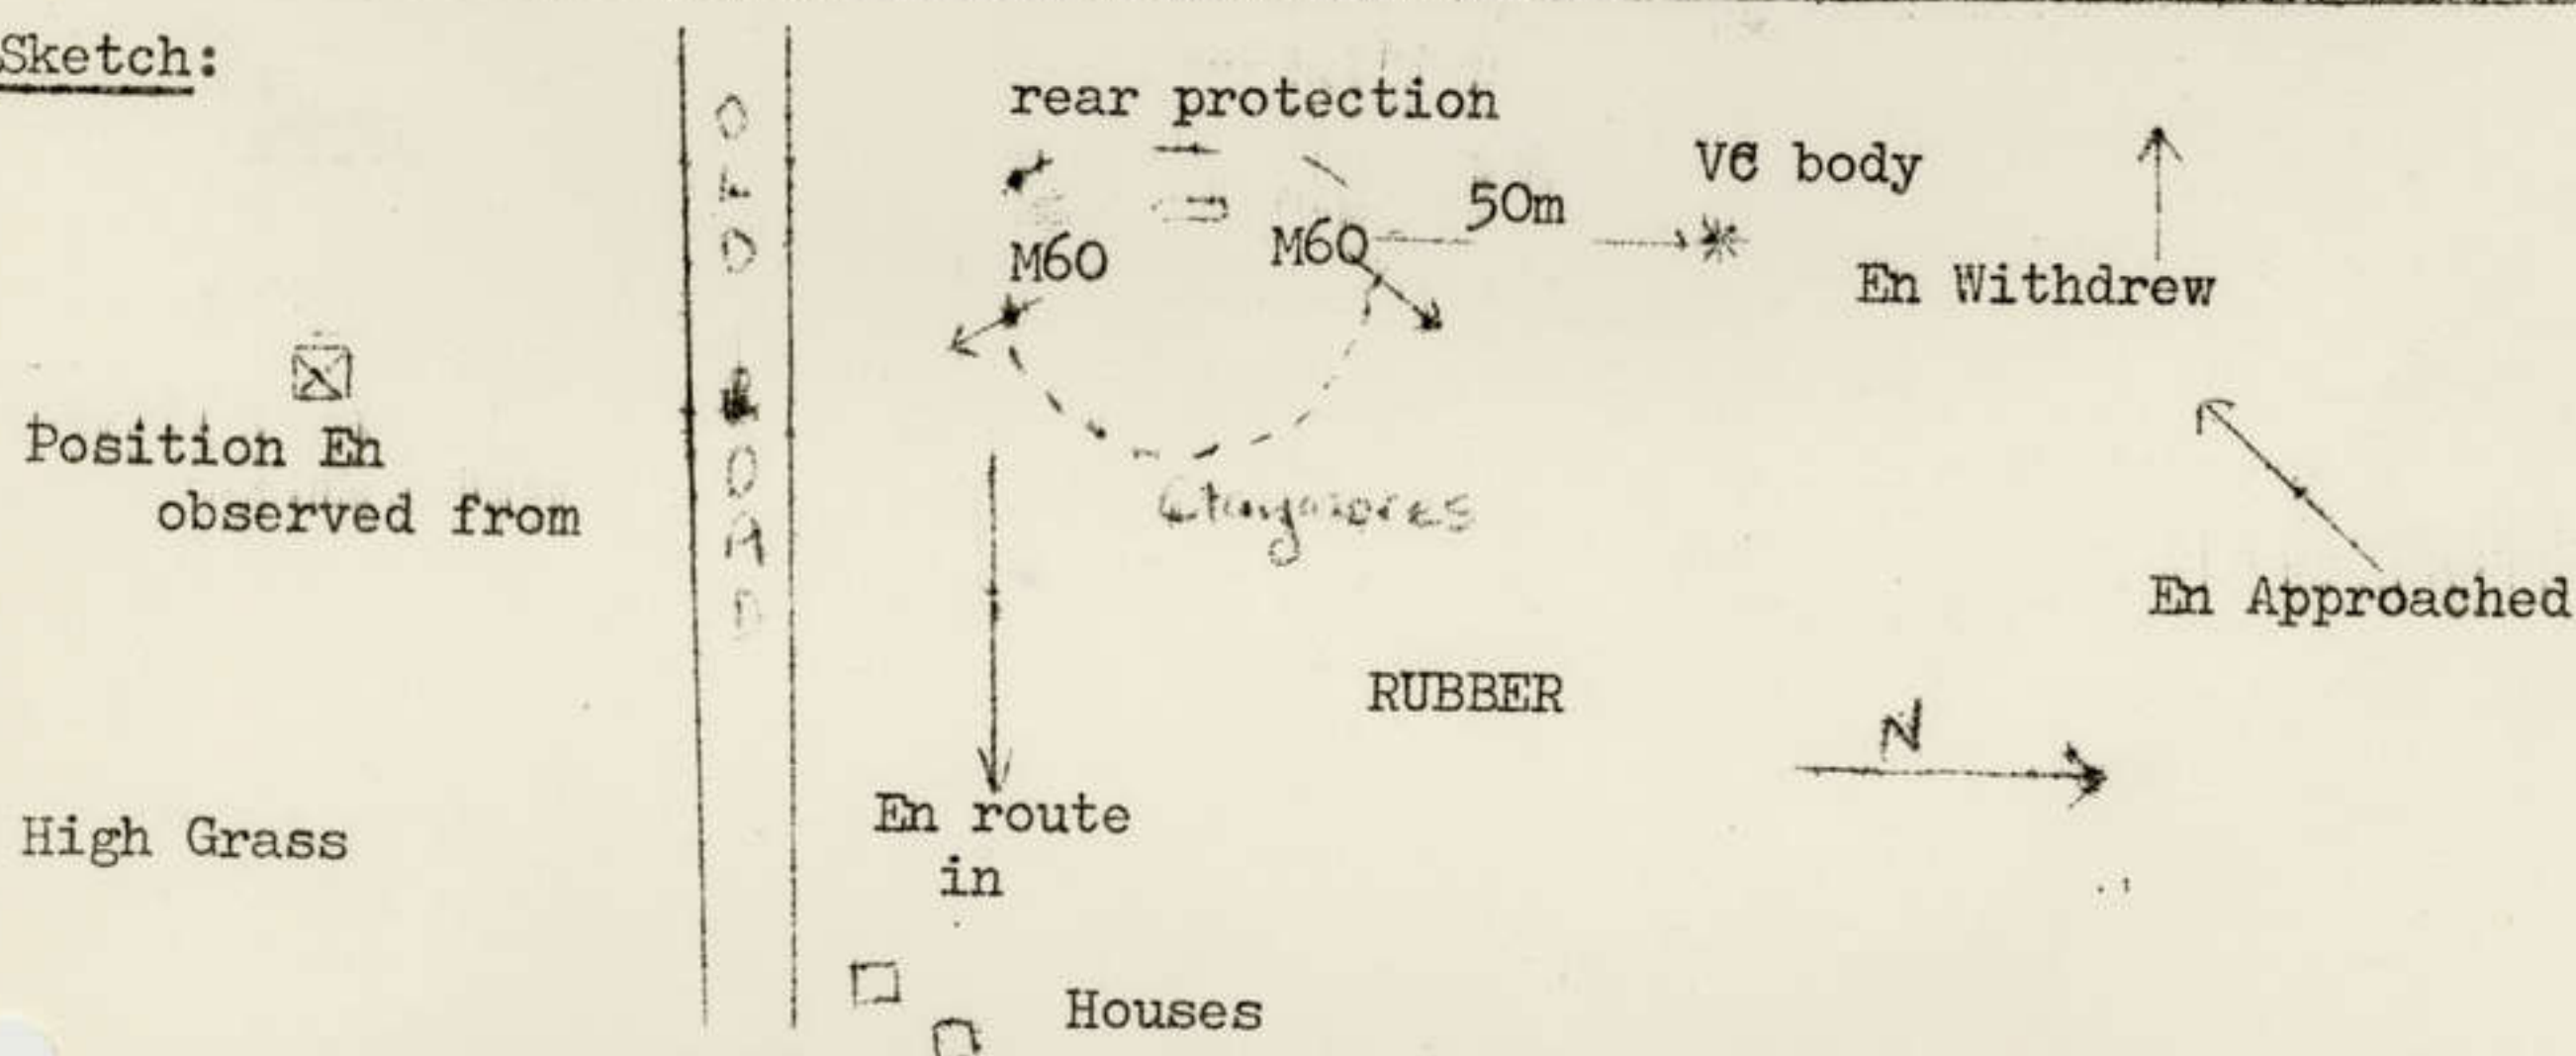 Sketch:
OLD ROAD
rear protection
VC body
50m
M60
M60
En Withdrew
Position En
observed from
Claymores
En Approached
RUBBER
N
En route
in
High Grass
Houses